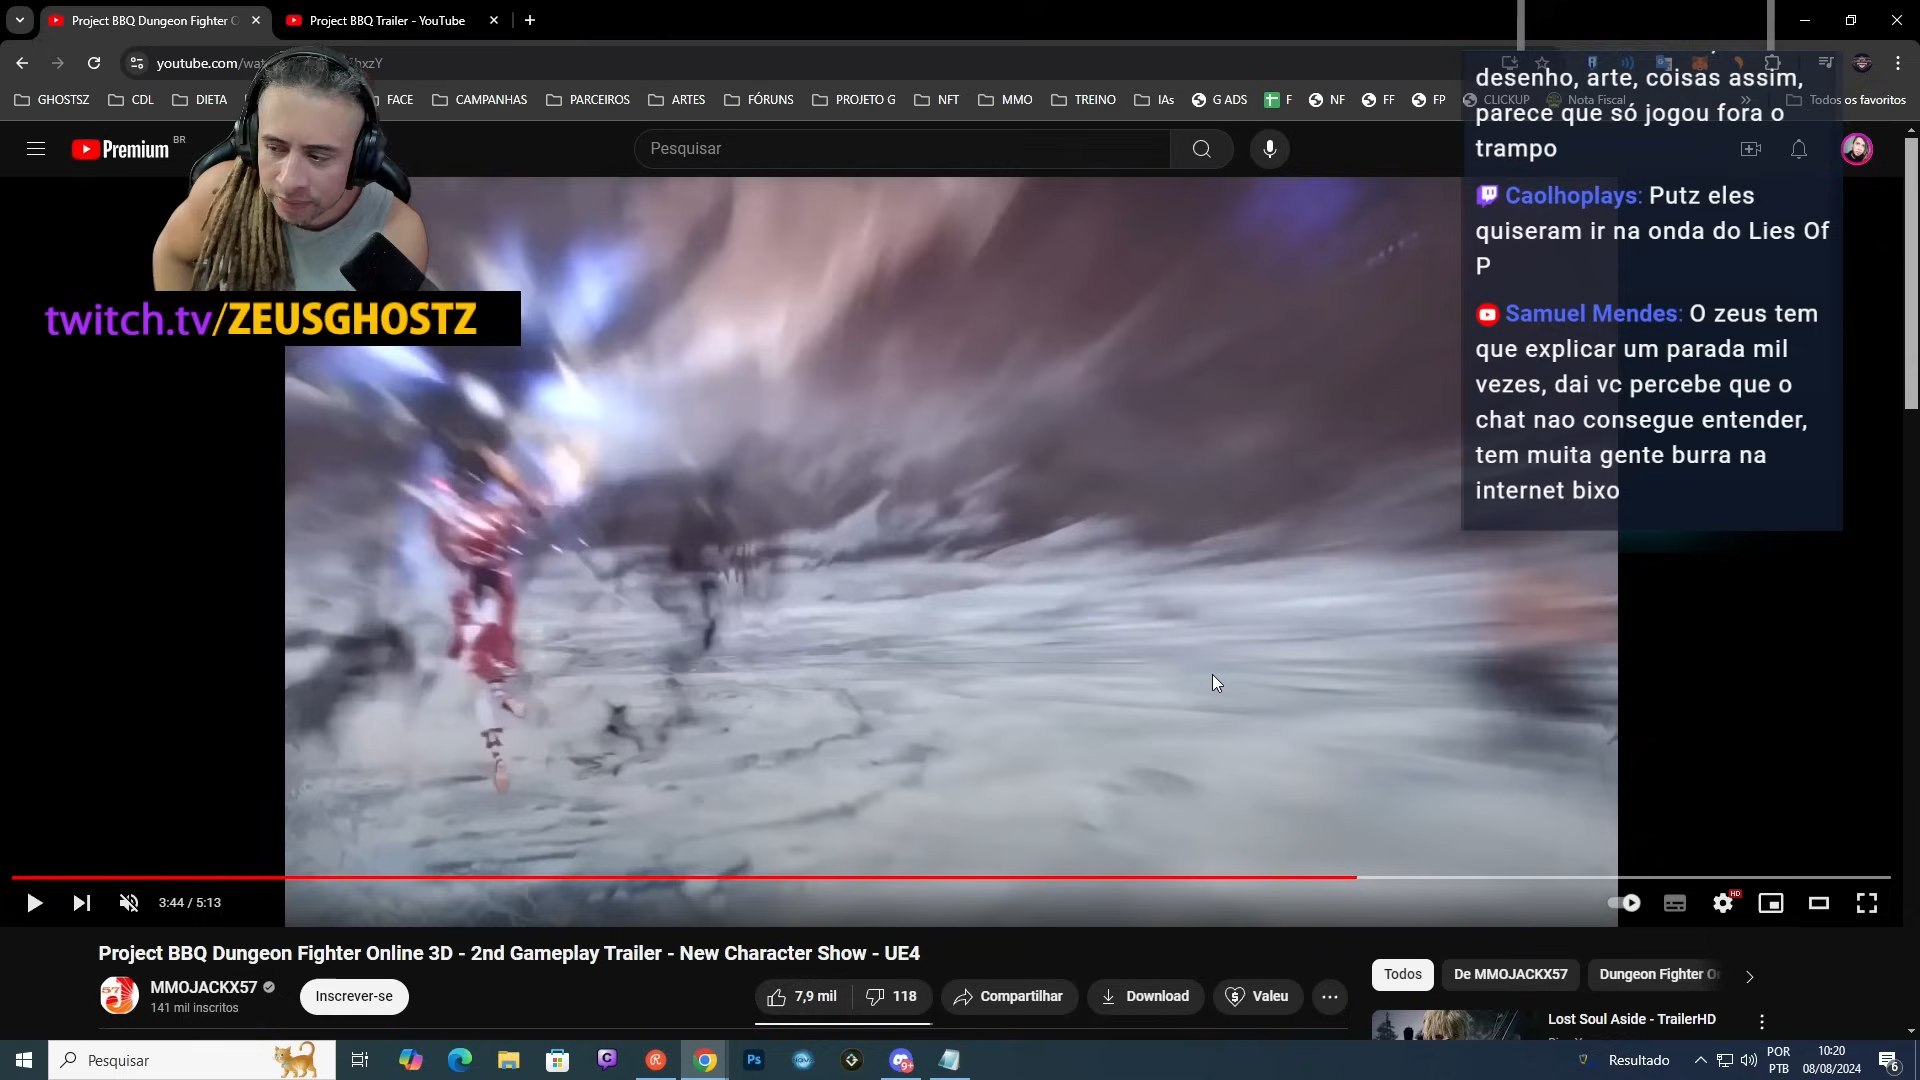 Project BBQ Dungeon Fighter O
Project BBQ Trailer - YouTube
youtube.com/wat
hxzY
GHOSTSZ
CDL
DIETA
FACE
CAMPANHAS
PARCEIROS
ARTES
FÓRUNS
PROJETO G
NFT
MMO
TREINO
IAs
G ADS
F
NF
FF
FP
CLICKUP
Nota Fiscal
Todos os favoritos
Premium
BR
Pesquisar
desenho, arte, coisas assim,
parece que só jogou fora o
trampo
Caolhoplays: Putz eles
quiseram ir na onda do Lies Of
P
Samuel Mendes: O zeus tem
que explicar um parada mil
vezes, dai vc percebe que o
chat nao consegue entender,
tem muita gente burra na
internet bixo
twitch.tv/ZEUSGHOSTZ
3:44 / 5:13
HD
Project BBQ Dungeon Fighter Online 3D - 2nd Gameplay Trailer - New Character Show - UE4
57
MMOJACKX57
141 mil inscritos
Inscrever-se
7,9 mil
118
Compartilhar
Download
Valeu
Todos
De MMOJACKX57
Dungeon Fighter Or
Lost Soul Aside - TrailerHD
Pesquisar
Ps
9+
Resultado
POR
PTB
10:20
08/08/2024
6